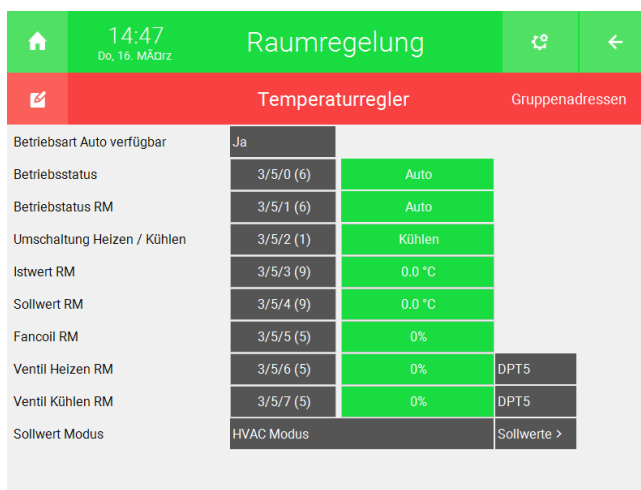 14:47 Raumregelung
Do, 16. MÃ¤rz
Temperaturregler Gruppenadressen
Betriebsart Auto verfügbar Ja
Betriebsstatus 3/5/0 (6) Auto
Betriebstatus RM 3/5/1 (6) Auto
Umschaltung Heizen / Kühlen 3/5/2 (1) Kühlen
Istwert RM 3/5/3 (9) 0.0 °C
Sollwert RM 3/5/4 (9) 0.0 °C
Fancoil RM 3/5/5 (5) 0%
Ventil Heizen RM 3/5/6 (5) 0% DPT5
Ventil Kühlen RM 3/5/7 (5) 0% DPT5
Sollwert Modus HVAC Modus Sollwerte >